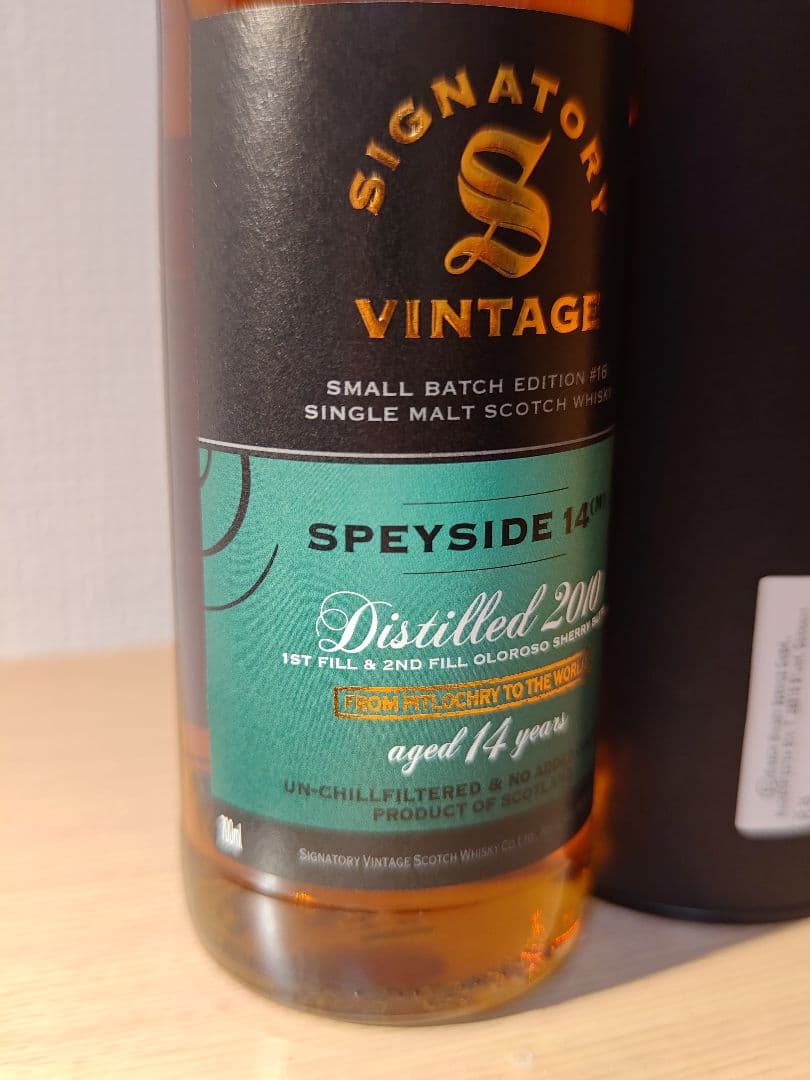 SIGNATORY
S
VINTAGE
SMALL BATCH EDITION #16
SINGLE MALT SCOTCH WHISKY
SPEYSIDE 14(M)
Distilled 2010
1ST FILL & 2ND FILL OLOROSO SHERRY
FROM PITLOCHRY TO THE WORLD
aged 14 years
UN-CHILLFILTERED & NO
PRODUCT OF SCOTLAND
700ml
SIGNATORY VINTAGE SCOTCH WHISKY CO. LTD.